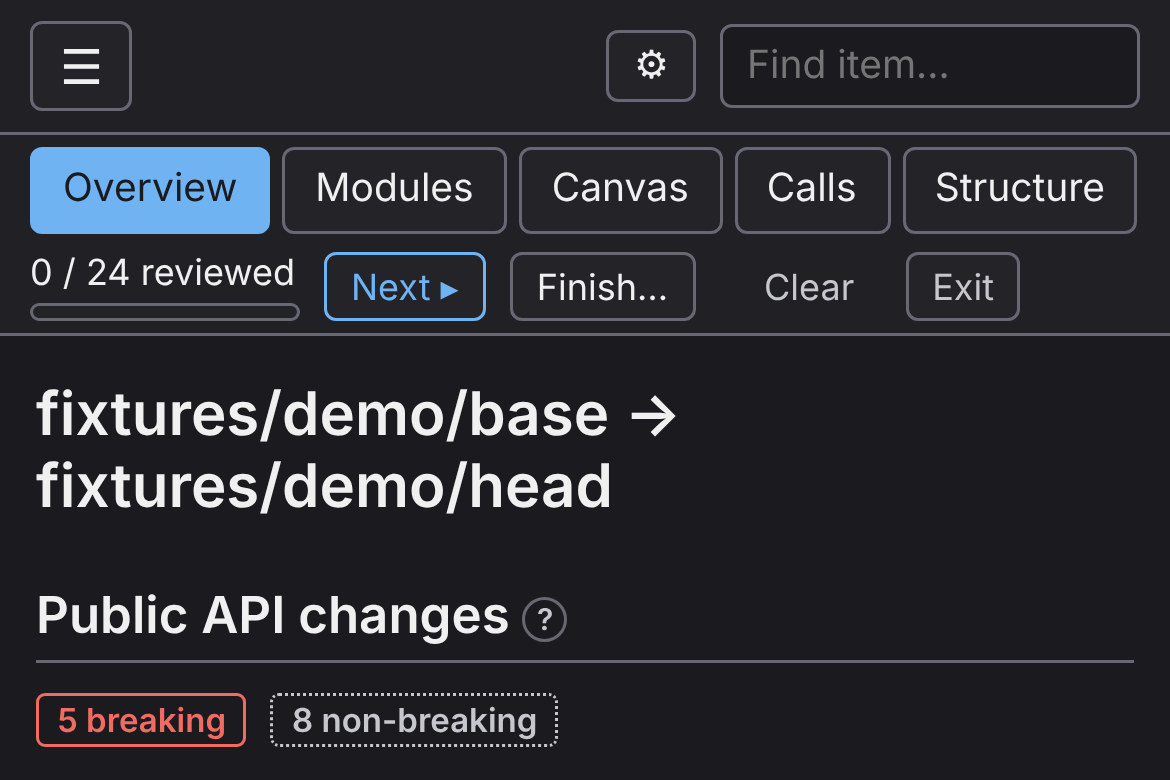 ☰
⚙
Find item...
Overview
Modules
Canvas
Calls
Structure
0 / 24 reviewed
Next ▸
Finish...
Clear
Exit
fixtures/demo/base →
fixtures/demo/head
Public API changes ?
5 breaking
8 non-breaking